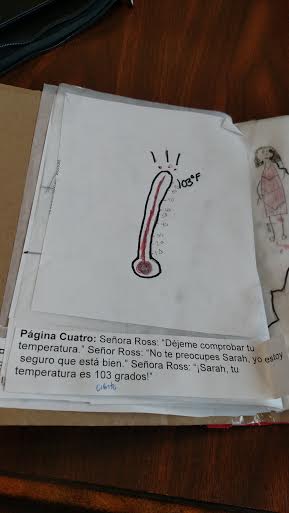 103°F
Página Cuatro: Señora Ross: "Déjeme comprobar tu
temperatura." Señor Ross: "No te preocupes Sarah, yo estoy
seguro que está bien." Señora Ross: "¡Sarah, tu
temperatura es 103 grados!"